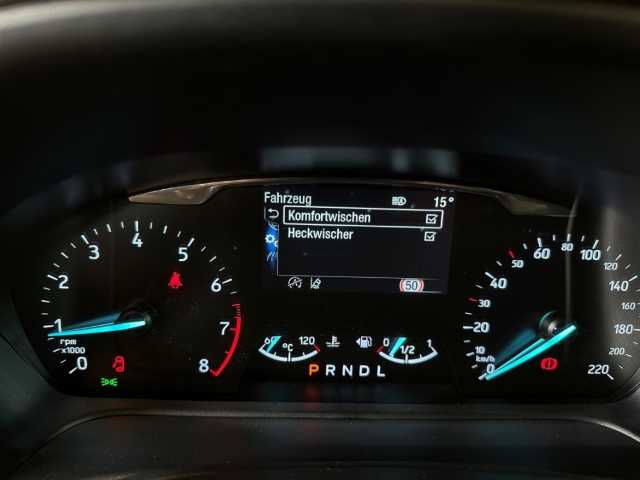 Fahrzeug 15°
Komfortwischen
Heckwischer
50
0 1 2 3 4 5 6 7 8
rpm
x1000
60 °C 120
0 1/2 1
P R N D L
0 10 20 30 40 50 60 80 100 120 140 160 180 200 220
km/h